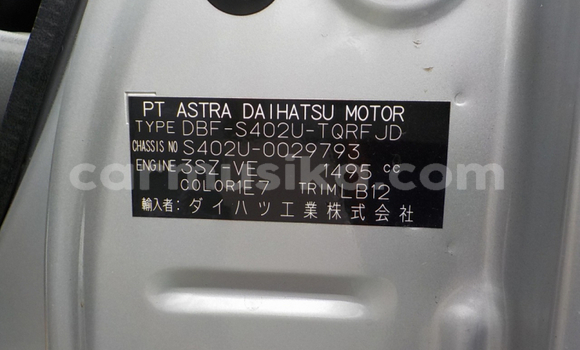 PT ASTRA DAIHATSU MOTOR
TYPE DBF-S402U-TQRFJD
CHASSIS NO S402U-0029793
ENGINE 3SZ-VE 1495 cc
COLOR 1E7 TRIM LB12
輸入者: ダイハツ工業株式会社
carmusika.com